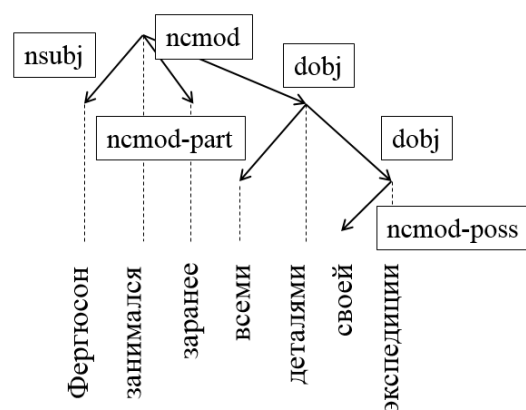 nsubj
ncmod
dobj
ncmod-part
dobj
ncmod-poss
Фергюсон
занимался
заранее
всеми
деталями
своей
экспедиции